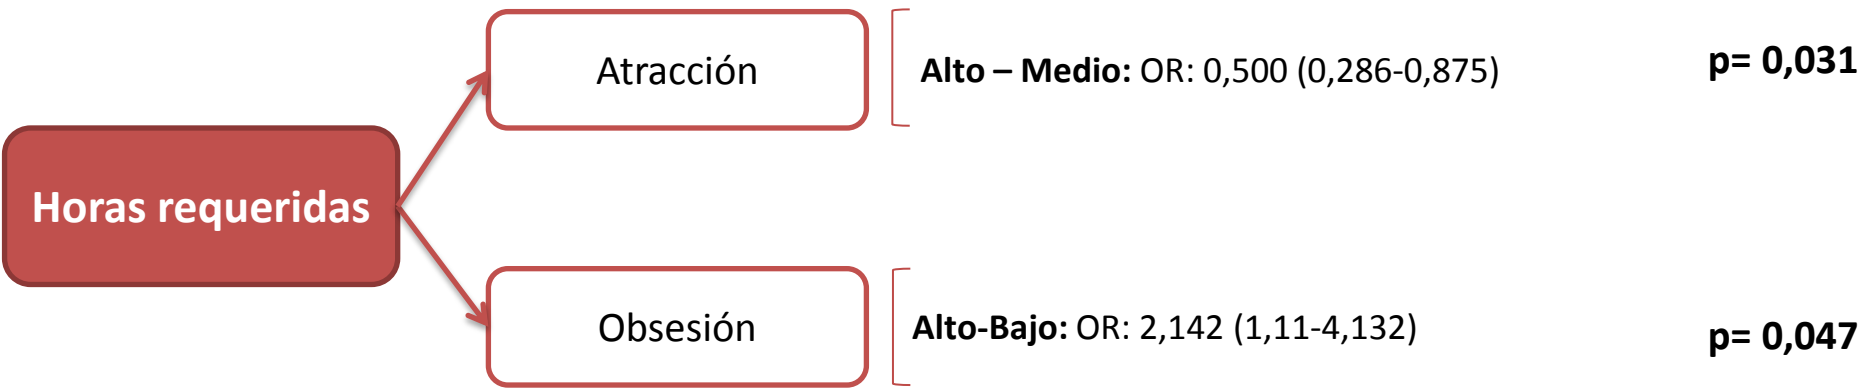 Horas requeridas
Atracción
Alto – Medio: OR: 0,500 (0,286-0,875)
p= 0,031
Obsesión
Alto-Bajo: OR: 2,142 (1,11-4,132)
p= 0,047